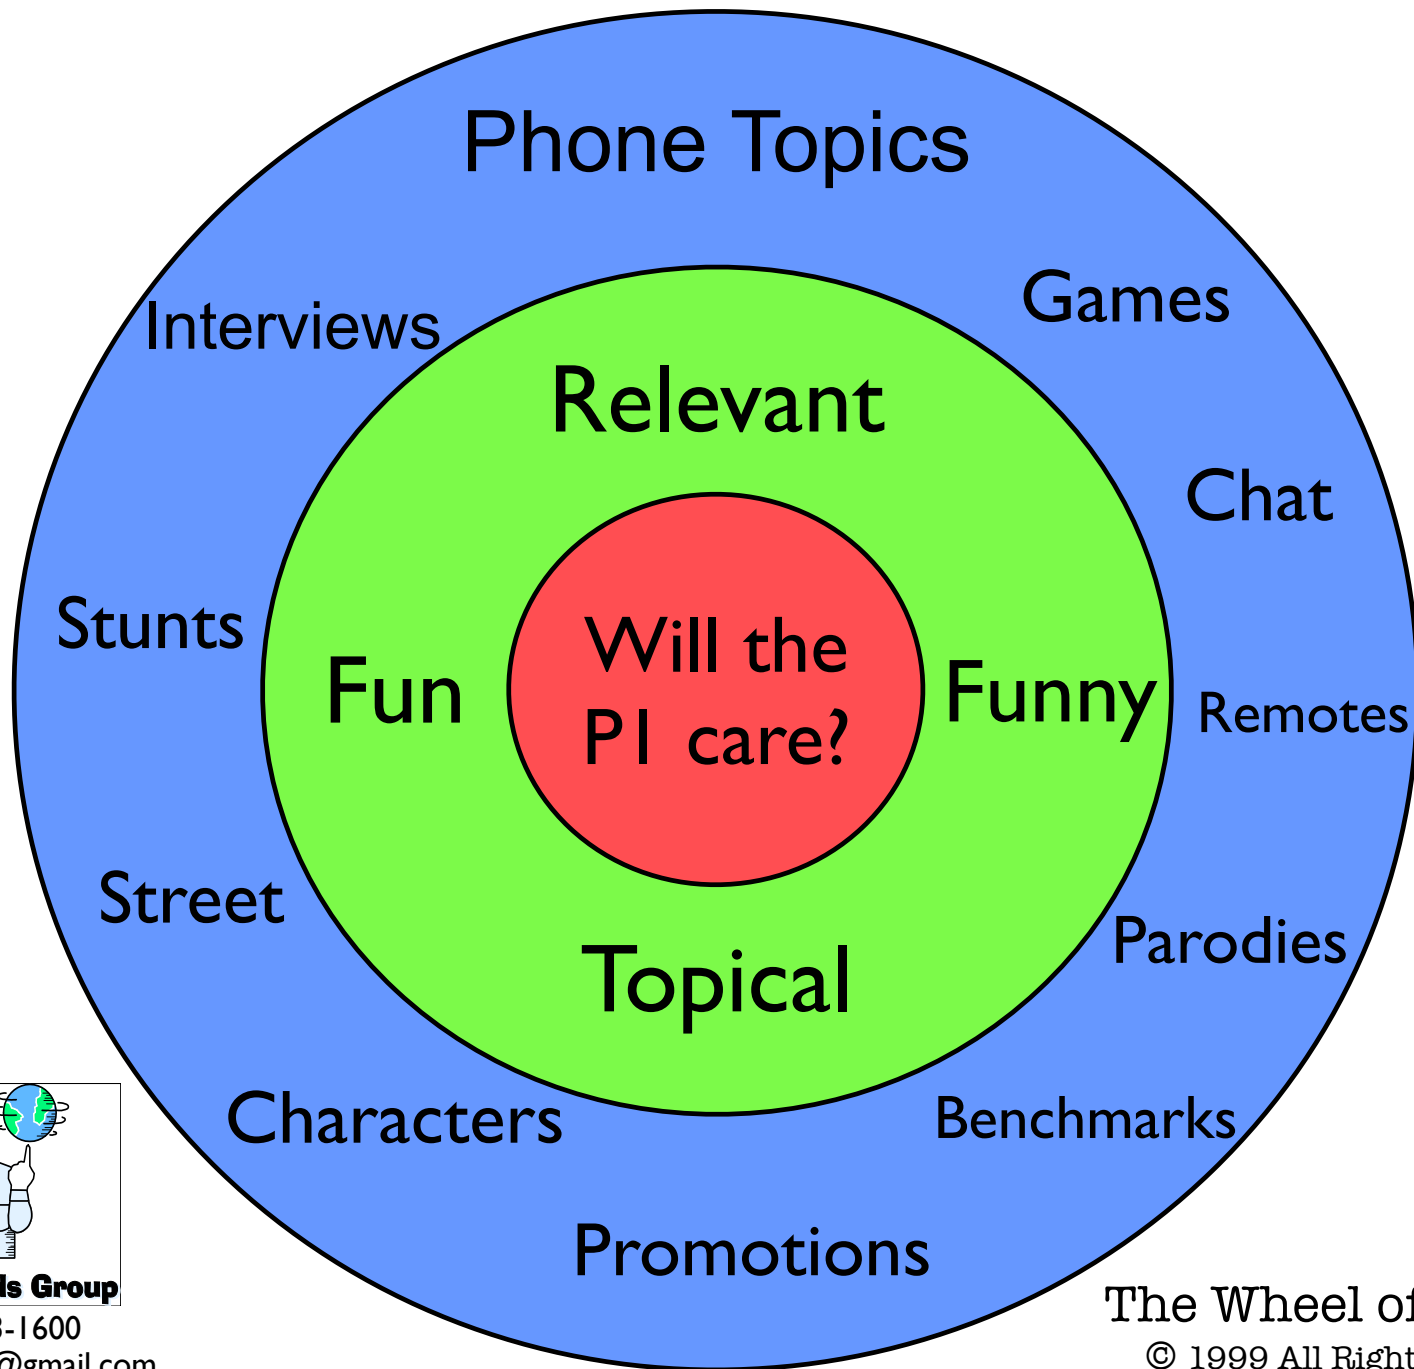 Phone Topics
Interviews
Games
Relevant
Chat
Stunts
Will the
P1 care?
Fun
Funny
Remotes
Street
Parodies
Topical
Characters
Benchmarks
Promotions
Group
-1600
@gmail.com
The Wheel of
© 1999 All Right